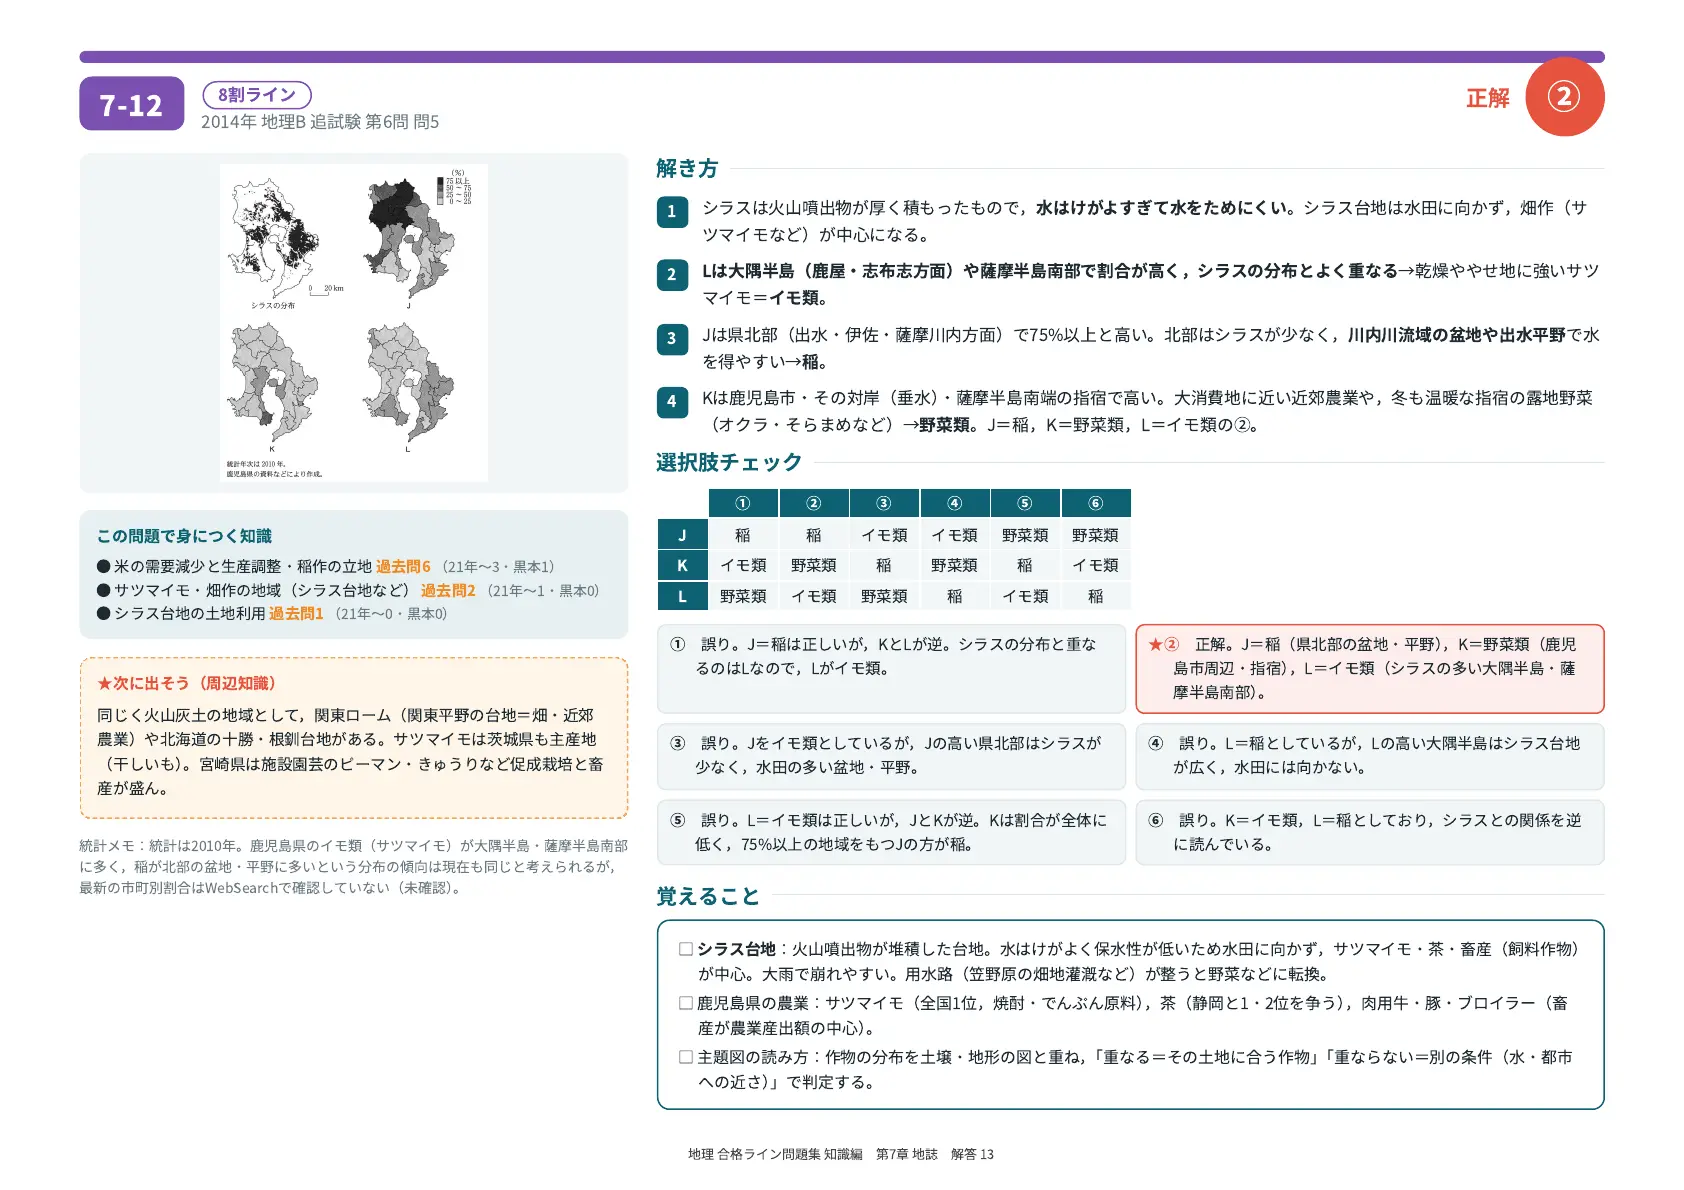 7-12
8割ライン
2014年 地理B 追試験 第6問 問5
正解 ②
(%)
75 以上
50 ~ 75
25 ~ 50
0 ~ 25
0 20 km
シラスの分布
J
K
L
統計年次は 2010 年。
鹿児島県の資料などにより作成。
この問題で身につく知識
● 米の需要減少と生産調整・稲作の立地 過去問6 （21年〜3・黒本1）
● サツマイモ・畑作の地域（シラス台地など） 過去問2 （21年〜1・黒本0）
● シラス台地の土地利用 過去問1 （21年〜0・黒本0）
★次に出そう（周辺知識）
同じく火山灰土の地域として，関東ローム（関東平野の台地＝畑・近郊
農業）や北海道の十勝・根釧台地がある。サツマイモは茨城県も主産地
（干しいも）。宮崎県は施設園芸のピーマン・きゅうりなど促成栽培と畜
産が盛ん。
統計メモ：統計は2010年。鹿児島県のイモ類（サツマイモ）が大隅半島・薩摩半島南部
に多く，稲が北部の盆地・平野に多いという分布の傾向は現在も同じと考えられるが，
最新の市町別割合はWebSearchで確認していない（未確認）。
解き方
1 シラスは火山噴出物が厚く積もったもので，水はけがよすぎて水をためにくい。シラス台地は水田に向かず，畑作（サ
ツマイモなど）が中心になる。
2 Lは大隅半島（鹿屋・志布志方面）や薩摩半島南部で割合が高く，シラスの分布とよく重なる→乾燥ややせ地に強いサツ
マイモ＝イモ類。
3 Jは県北部（出水・伊佐・薩摩川内方面）で75%以上と高い。北部はシラスが少なく，川内川流域の盆地や出水平野で水
を得やすい→稲。
4 Kは鹿児島市・その対岸（垂水）・薩摩半島南端の指宿で高い。大消費地に近い近郊農業や，冬も温暖な指宿の露地野菜
（オクラ・そらまめなど）→野菜類。J＝稲，K＝野菜類，L＝イモ類の②。
選択肢チェック
① ② ③ ④ ⑤ ⑥
J 稲 稲 イモ類 イモ類 野菜類 野菜類
K イモ類 野菜類 稲 野菜類 稲 イモ類
L 野菜類 イモ類 野菜類 稲 イモ類 稲
① 誤り。J＝稲は正しいが，KとLが逆。シラスの分布と重な
るのはLなので，Lがイモ類。
★② 正解。J＝稲（県北部の盆地・平野），K＝野菜類（鹿児
島市周辺・指宿），L＝イモ類（シラスの多い大隅半島・薩
摩半島南部）。
③ 誤り。Jをイモ類としているが，Jの高い県北部はシラスが
少なく，水田の多い盆地・平野。
④ 誤り。L＝稲としているが，Lの高い大隅半島はシラス台地
が広く，水田には向かない。
⑤ 誤り。L＝イモ類は正しいが，JとKが逆。Kは割合が全体に
低く，75%以上の地域をもつJの方が稲。
⑥ 誤り。K＝イモ類，L＝稲としており，シラスとの関係を逆
に読んでいる。
覚えること
□ シラス台地：火山噴出物が堆積した台地。水はけがよく保水性が低いため水田に向かず，サツマイモ・茶・畜産（飼料作物）
が中心。大雨で崩れやすい。用水路（笠野原の畑地灌漑など）が整うと野菜などに転換。
□ 鹿児島県の農業：サツマイモ（全国1位，焼酎・でんぷん原料），茶（静岡と1・2位を争う），肉用牛・豚・ブロイラー（畜
産が農業産出額の中心）。
□ 主題図の読み方：作物の分布を土壌・地形の図と重ね，「重なる＝その土地に合う作物」「重ならない＝別の条件（水・都市
への近さ）」で判定する。
地理 合格ライン問題集 知識編 第7章 地誌 解答 13